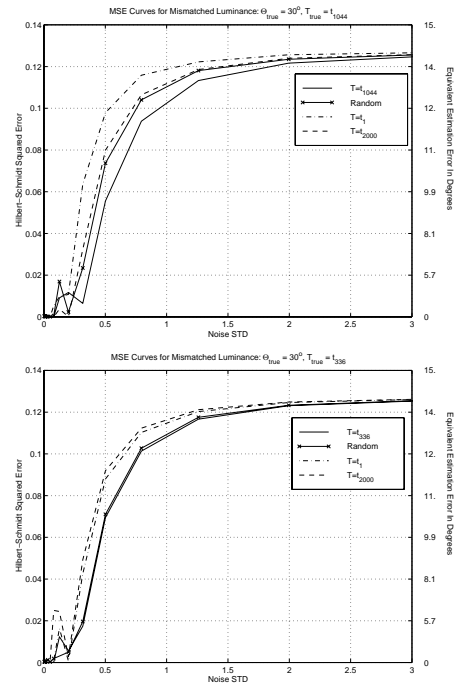 MSE Curves for Mismatched Luminance: Θtrue = 30°, Ttrue = t1044
0.14
0.12
0.1
0.08
0.06
0.04
0.02
0
Hilbert−Schmidt Squared Error
15.
14.
12.
11.
9.9
8.1
5.7
0
Equivalent Estimation Error In Degrees
T=t1044
Random
T=t1
T=t2000
0
0.5
1
1.5
2
2.5
3
Noise STD
MSE Curves for Mismatched Luminance: Θtrue = 30°, Ttrue = t336
0.14
0.12
0.1
0.08
0.06
0.04
0.02
0
Hilbert−Schmidt Squared Error
15.
14.
12.
11.
9.9
8.1
5.7
0
Equivalent Estimation Error In Degrees
T=t336
Random
T=t1
T=t2000
0
0.5
1
1.5
2
2.5
3
Noise STD